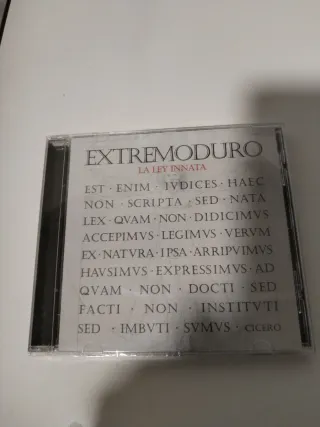 EXTREMODURO
LA LEY INNATA
EST · ENIM · IVDICES · HAEC
NON · SCRIPTA · SED · NATA
LEX · QVAM · NON · DIDICIMVS
ACCEPIMVS · LEGIMVS · VERVM
EX · NATVRA · IPSA · ARRIPVIMVS
HAVSIMVS · EXPRESSIMVS · AD
QVAM · NON · DOCTI · SED
FACTI · NON · INSTITVTI
SED · IMBVTI · SVMVS · CICERO